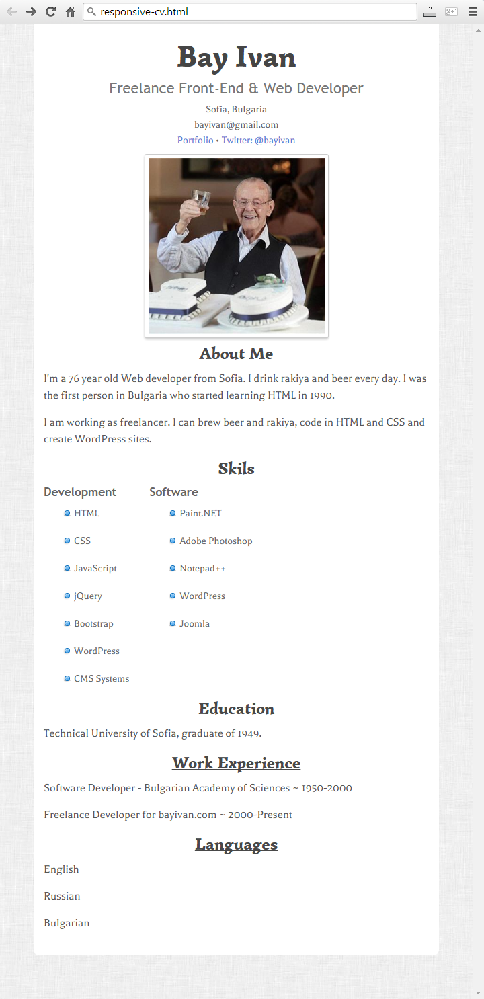 responsive-cv.html
?
g+1
Bay Ivan
Freelance Front-End & Web Developer
Sofia, Bulgaria
bayivan@gmail.com
Portfolio • Twitter: @bayivan
About Me
I'm a 76 year old Web developer from Sofia. I drink rakiya and beer every day. I was
the first person in Bulgaria who started learning HTML in 1990.
I am working as freelancer. I can brew beer and rakiya, code in HTML and CSS and
create WordPress sites.
Skils
Development
HTML
CSS
JavaScript
jQuery
Bootstrap
WordPress
CMS Systems
Software
Paint.NET
Adobe Photoshop
Notepad++
WordPress
Joomla
Education
Technical University of Sofia, graduate of 1949.
Work Experience
Software Developer - Bulgarian Academy of Sciences ~ 1950-2000
Freelance Developer for bayivan.com ~ 2000-Present
Languages
English
Russian
Bulgarian